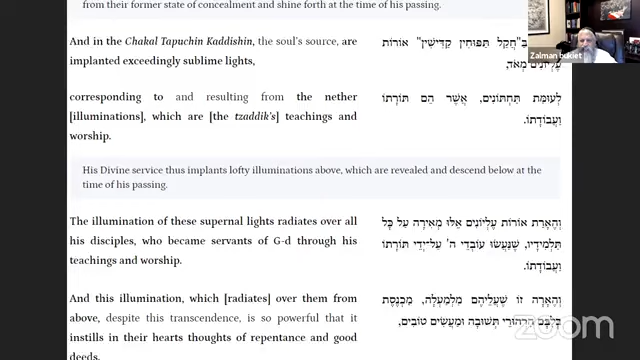 from their former state of concealment and shine forth at the time of his passing.
And in the Chakal Tapuchin Kaddishin, the soul's source, are
implanted exceedingly sublime lights,
corresponding to and resulting from the nether
[illuminations], which are [the tzaddik's] teachings and
worship.
His Divine service thus implants lofty illuminations above, which are revealed and descend below at the
time of his passing.
The illumination of these supernal lights radiates over all
his disciples, who became servants of G-d through his
teachings and worship.
And this illumination, which [radiates] over them from
above, despite this transcendence, is so powerful that it
instills in their hearts thoughts of repentance and good
deeds.
בַּ״חֲקַל תַּפּוּחִין קַדִּישִׁין״ אוֹרוֹת
עֶלְיוֹנִים מְאֹד,
לְעוּמַּת תַּחְתּוֹנִים, אֲשֶׁר הֵם תּוֹרָתוֹ
וַעֲבוֹדָתוֹ.
וְהֶאָרַת אוֹרוֹת עֶלְיוֹנִים אֵלּוּ מְאִירָה עַל כָּל
תַּלְמִידָיו, שֶׁנַּעֲשׂוּ עוֹבְדֵי ה' עַל־יְדֵי תּוֹרָתוֹ
וַעֲבוֹדָתוֹ.
וְהֶאָרָה זוֹ שֶׁעֲלֵיהֶם מִלְמַעְלָה, מַכְנֶסֶת
בְּלִבָּם הִרְהוּרֵי תְּשׁוּבָה וּמַעֲשִׂים טוֹבִים,
Zalman bukiet
zoom